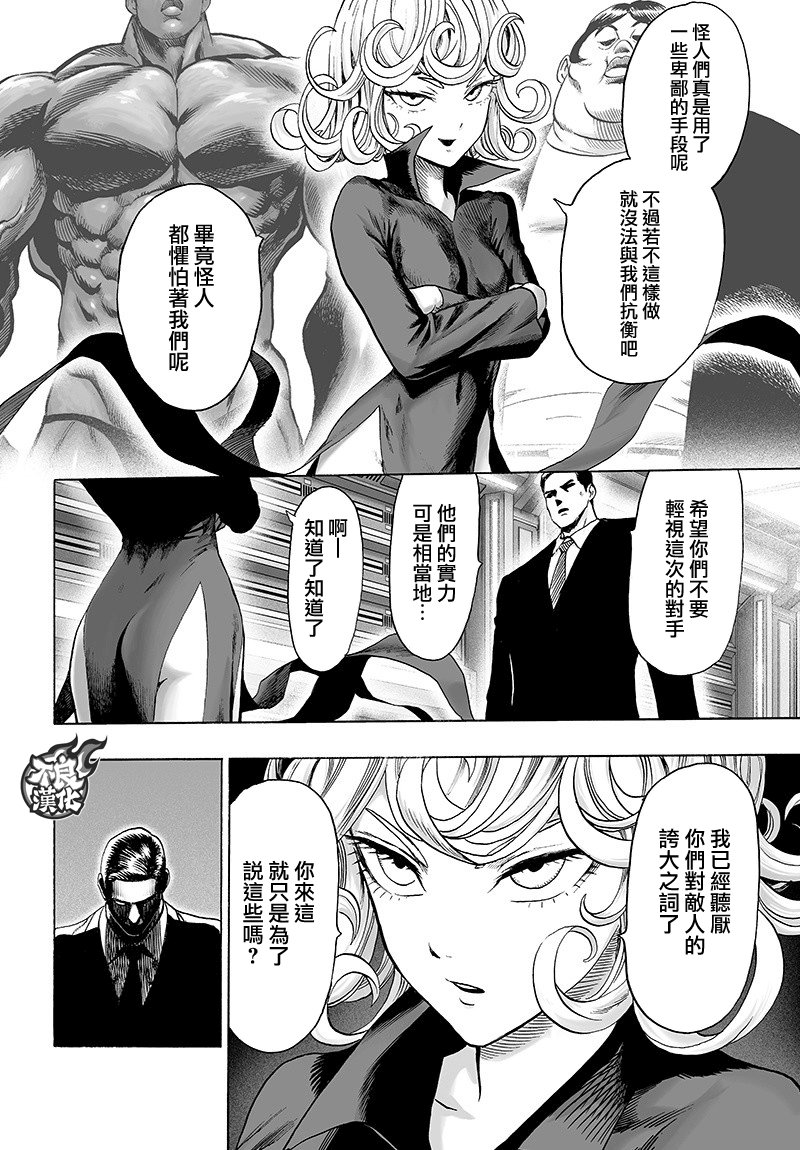 怪人們真是用了
一些卑鄙的手段呢
不過若不這樣做
就沒法與我們抗衡吧
畢竟怪人
都懼怕著我們呢
希望你們不要
輕視這次的對手
他們的實力
可是相當地…
啊—
知道了知道了
我已經聽厭
你們對敵人的
誇大之詞了
你來這
就只是為了
說這些嗎?
大狼
漢化